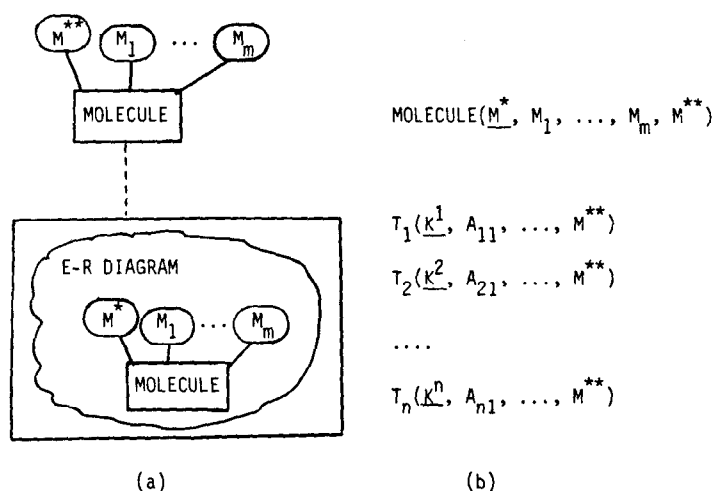 M** M1 ... Mm
MOLECULE
E-R DIAGRAM
M* M1 ... Mm
MOLECULE
(a)
MOLECULE(M*, M1, ..., Mm, M**)
T1(K1, A11, ..., M**)
T2(K2, A21, ..., M**)
....
Tn(Kn, An1, ..., M**)
(b)